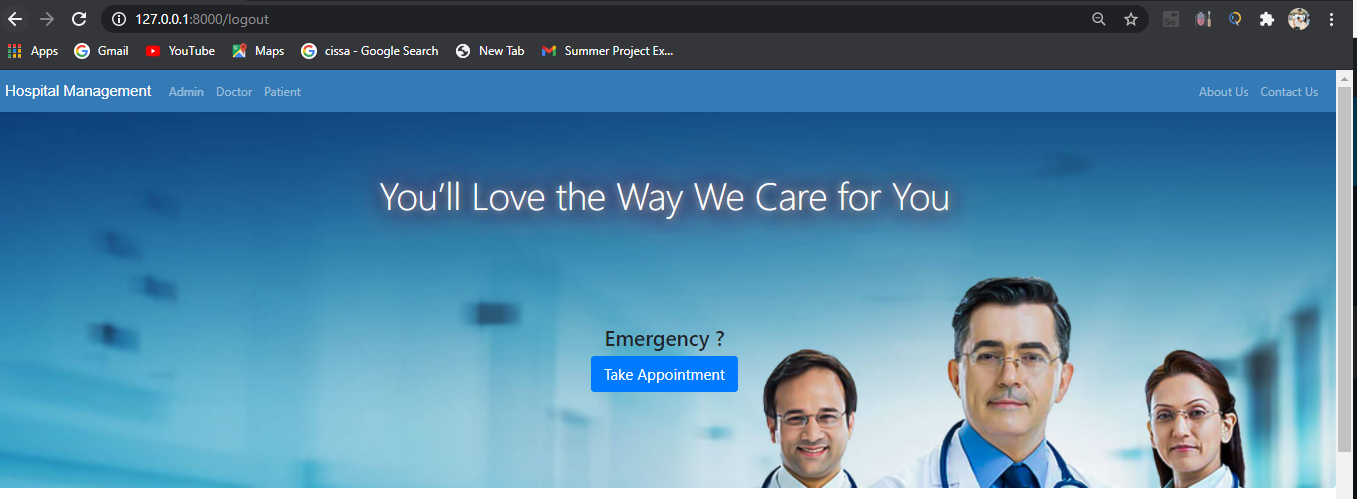 127.0.0.1:8000/logout
Apps Gmail YouTube Maps cissa - Google Search New Tab Summer Project Ex...
Hospital Management Admin Doctor Patient About Us Contact Us
You’ll Love the Way We Care for You
Emergency ?
Take Appointment